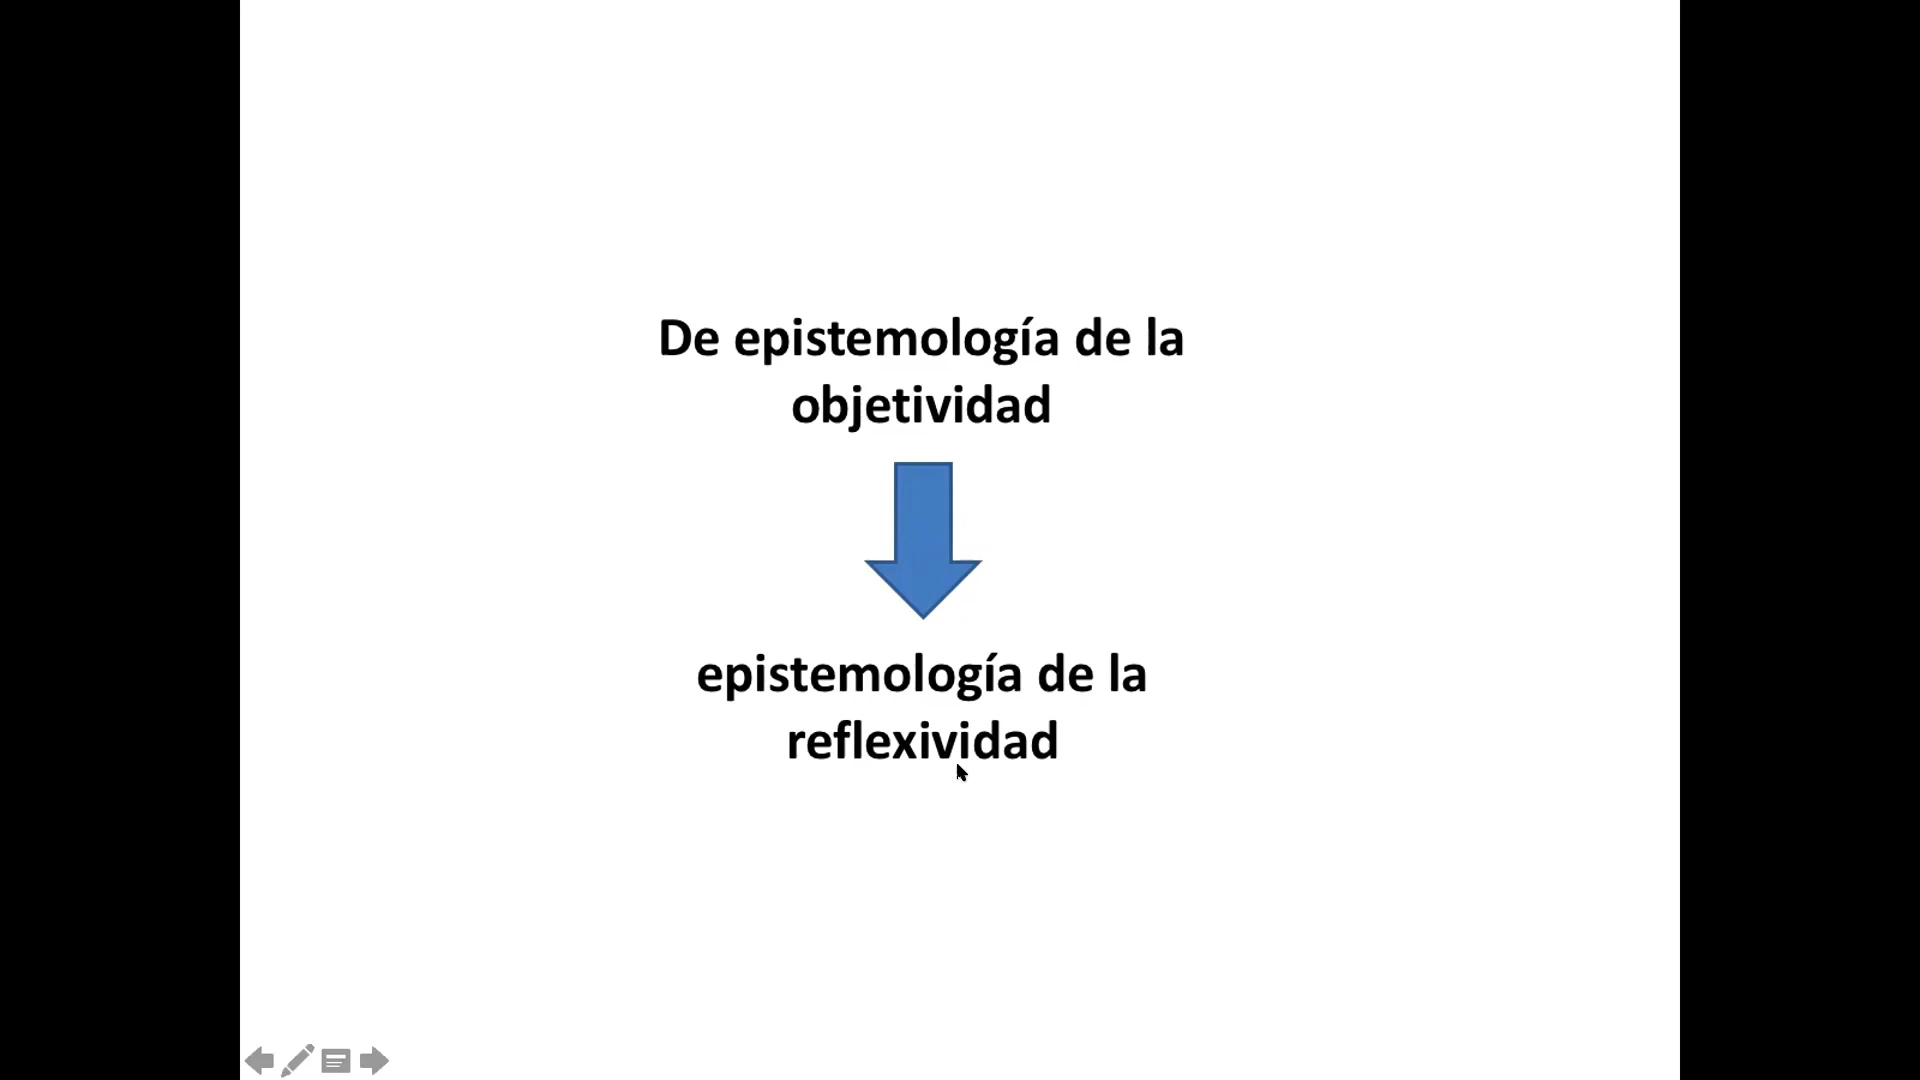 De epistemología de la
objetividad
epistemología de la
reflexividad